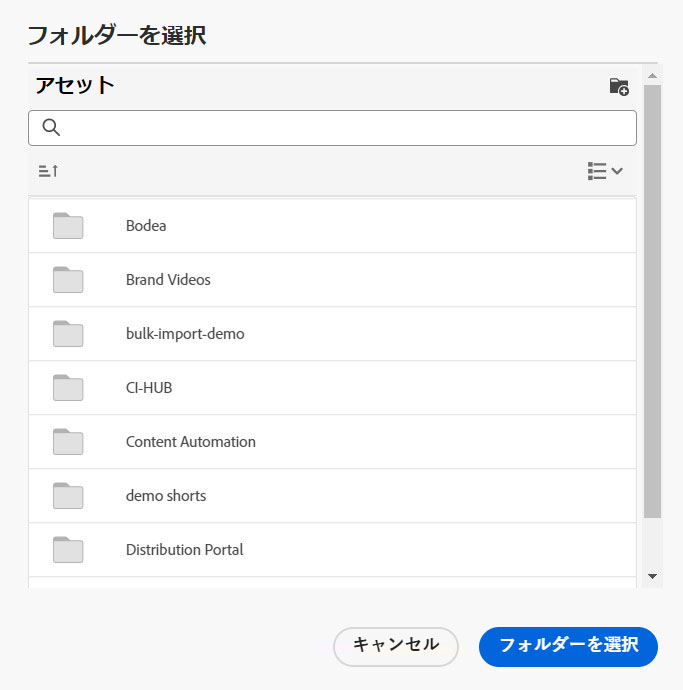 フォルダーを選択
アセット
Bodea
Brand Videos
bulk-import-demo
CI-HUB
Content Automation
demo shorts
Distribution Portal
キャンセル
フォルダーを選択